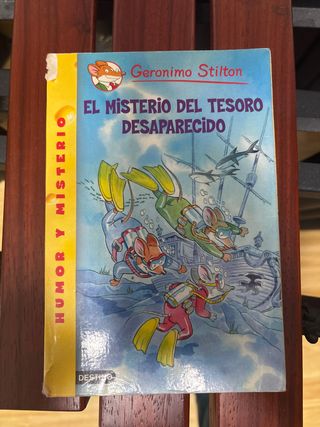 Geronimo Stilton
EL MISTERIO DEL TESORO
DESAPARECIDO
HUMOR Y MISTERIO
DESTINO